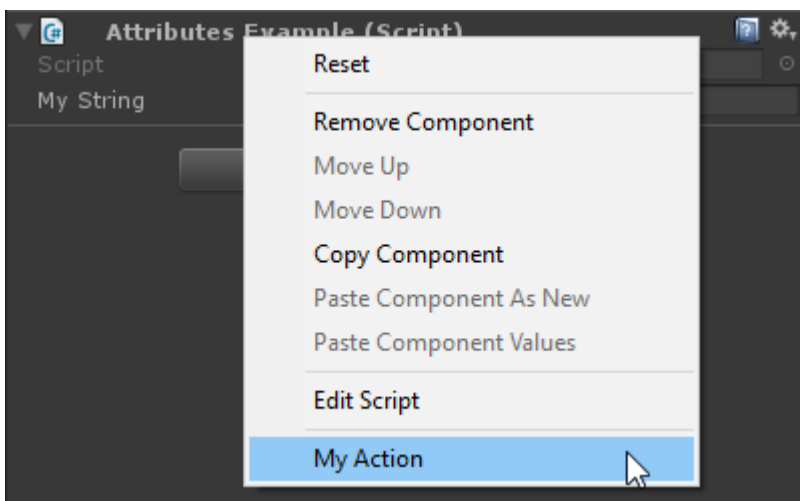 Attributes Example (Script)
Script
My String
Reset
Remove Component
Move Up
Move Down
Copy Component
Paste Component As New
Paste Component Values
Edit Script
My Action